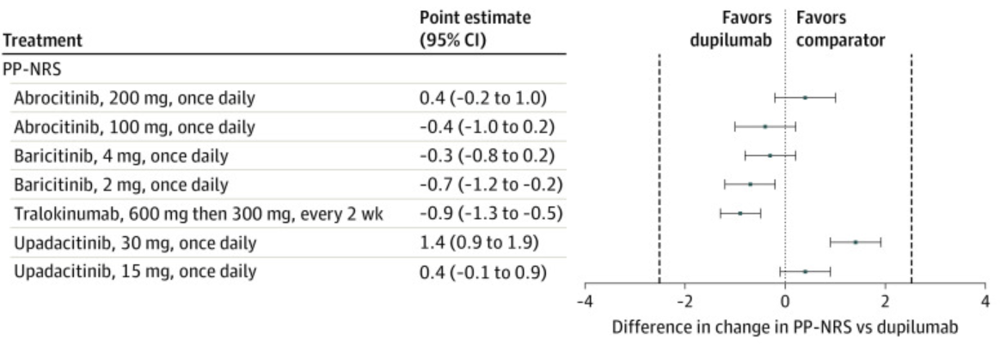 Treatment
Point estimate
(95% CI)
Favors
dupilumab
Favors
comparator
PP-NRS
Abrocitinib, 200 mg, once daily 0.4 (-0.2 to 1.0)
Abrocitinib, 100 mg, once daily -0.4 (-1.0 to 0.2)
Baricitinib, 4 mg, once daily -0.3 (-0.8 to 0.2)
Baricitinib, 2 mg, once daily -0.7 (-1.2 to -0.2)
Tralokinumab, 600 mg then 300 mg, every 2 wk -0.9 (-1.3 to -0.5)
Upadacitinib, 30 mg, once daily 1.4 (0.9 to 1.9)
Upadacitinib, 15 mg, once daily 0.4 (-0.1 to 0.9)
-4 -2 0 2 4
Difference in change in PP-NRS vs dupilumab